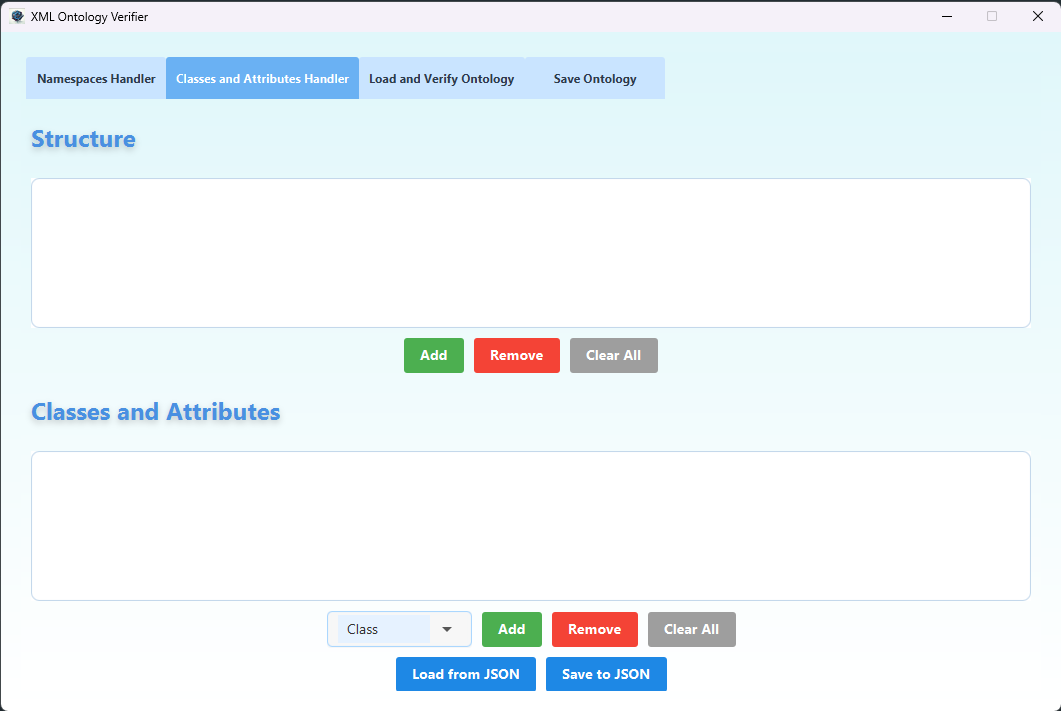 XML Ontology Verifier
Namespaces Handler Classes and Attributes Handler Load and Verify Ontology Save Ontology
Structure
Add Remove Clear All
Classes and Attributes
Class Add Remove Clear All
Load from JSON Save to JSON